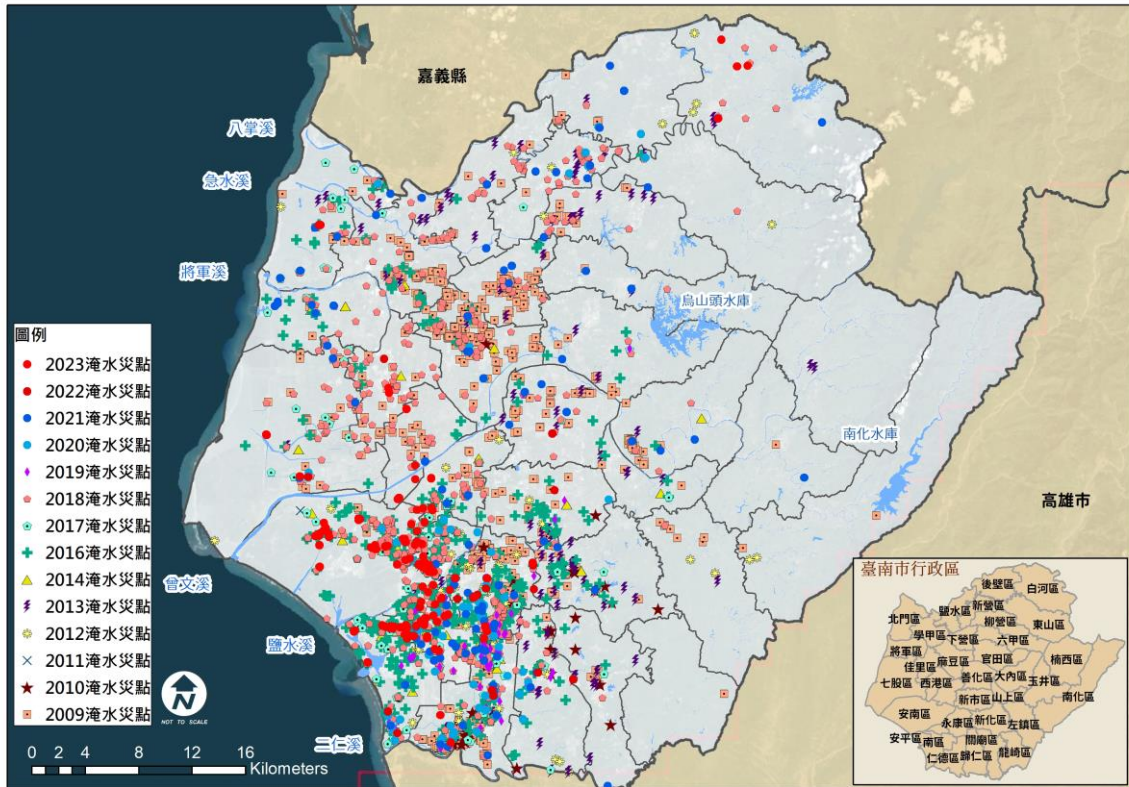 嘉義縣
八掌溪
急水溪
將軍溪
烏山頭水庫
南化水庫
高雄市
曾文溪
鹽水溪
二仁溪
圖例
2023淹水災點
2022淹水災點
2021淹水災點
2020淹水災點
2019淹水災點
2018淹水災點
2017淹水災點
2016淹水災點
2014淹水災點
2013淹水災點
2012淹水災點
2011淹水災點
2010淹水災點
2009淹水災點
N
NOT TO SCALE
0 2 4 8 12 16
Kilometers
臺南市行政區
後壁區
白河區
鹽水區
新營區
北門區
柳營區
東山區
學甲區
下營區
六甲區
將軍區
麻豆區
官田區
楠西區
佳里區
善化區
大內區
玉井區
七股區
西港區
南化區
新市區
山上區
安南區
永康區
新化區
左鎮區
安平區
南區
關廟區
仁德區
歸仁區
龍崎區